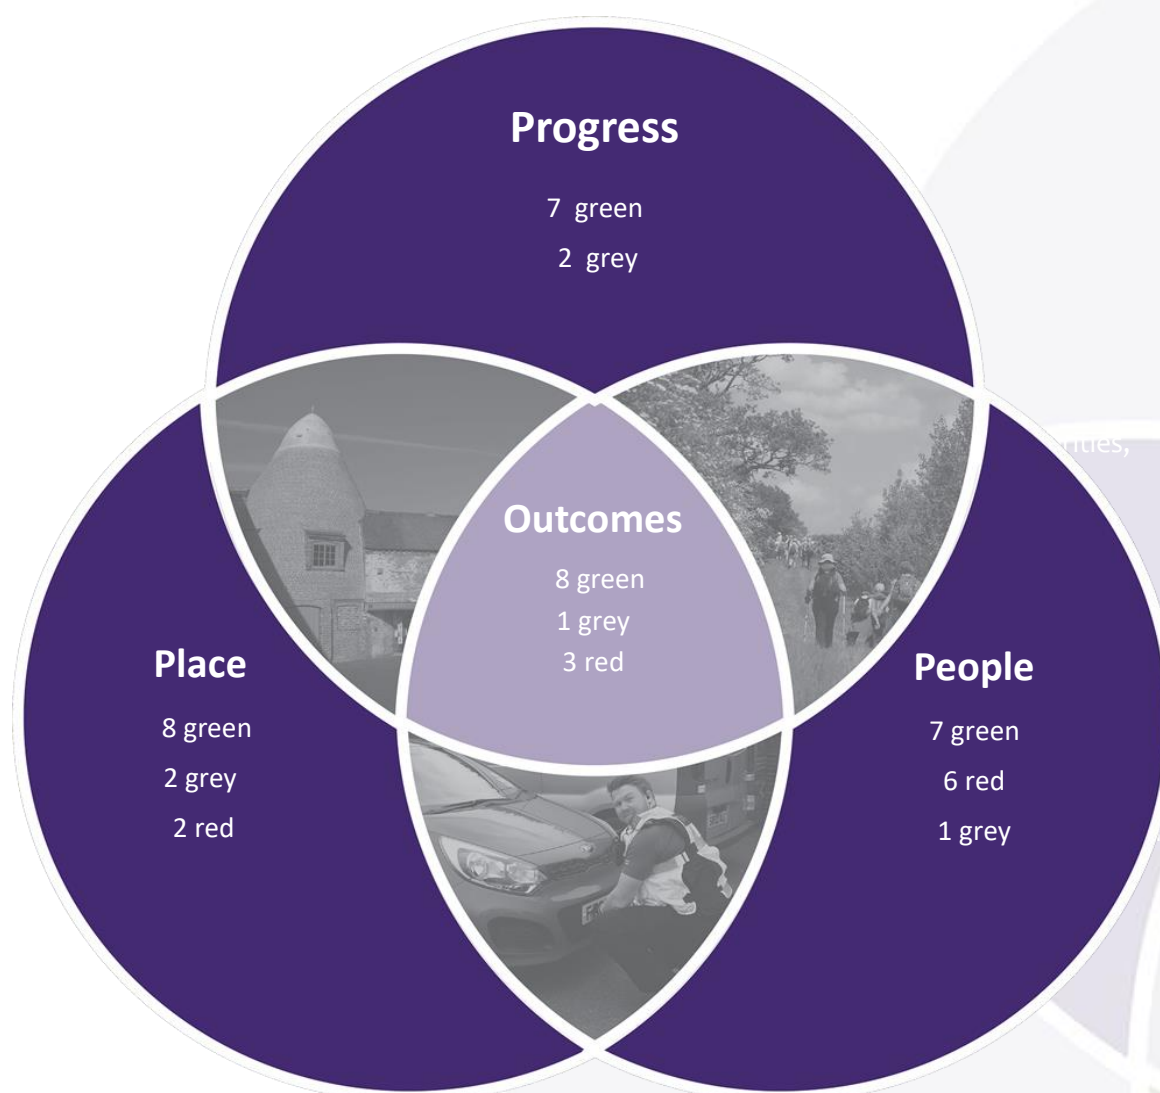 Progress
7 green
2 grey
Outcomes
8 green
1 grey
3 red
Place
8 green
2 grey
2 red
People
7 green
6 red
1 grey